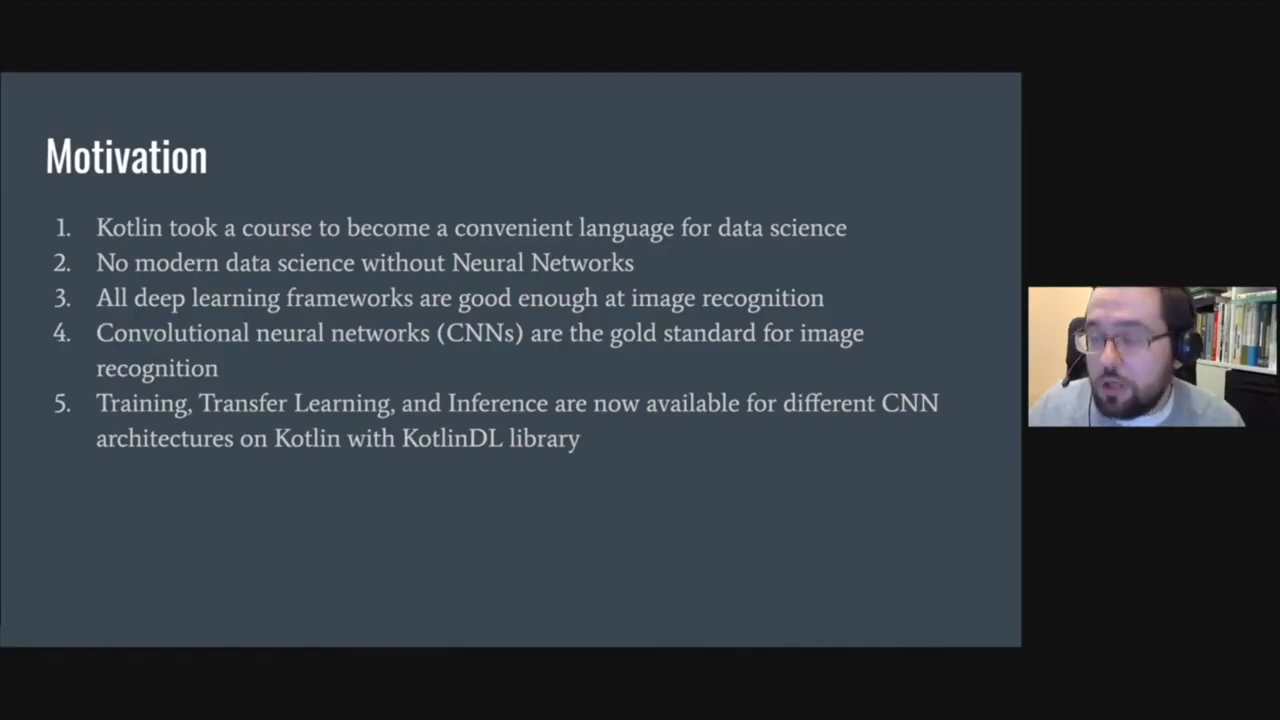 Motivation
1. Kotlin took a course to become a convenient language for data science
2. No modern data science without Neural Networks
3. All deep learning frameworks are good enough at image recognition
4. Convolutional neural networks (CNNs) are the gold standard for image
recognition
5. Training, Transfer Learning, and Inference are now available for different CNN
architectures on Kotlin with KotlinDL library